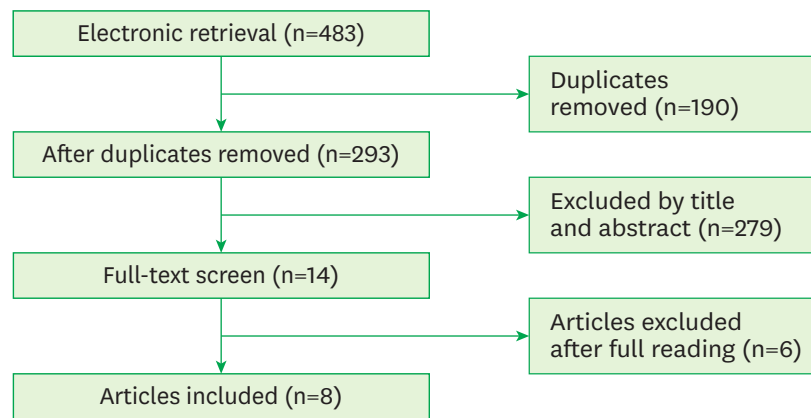 Electronic retrieval (n=483)
Duplicates
removed (n=190)
After duplicates removed (n=293)
Excluded by title
and abstract (n=279)
Full-text screen (n=14)
Articles excluded
after full reading (n=6)
Articles included (n=8)